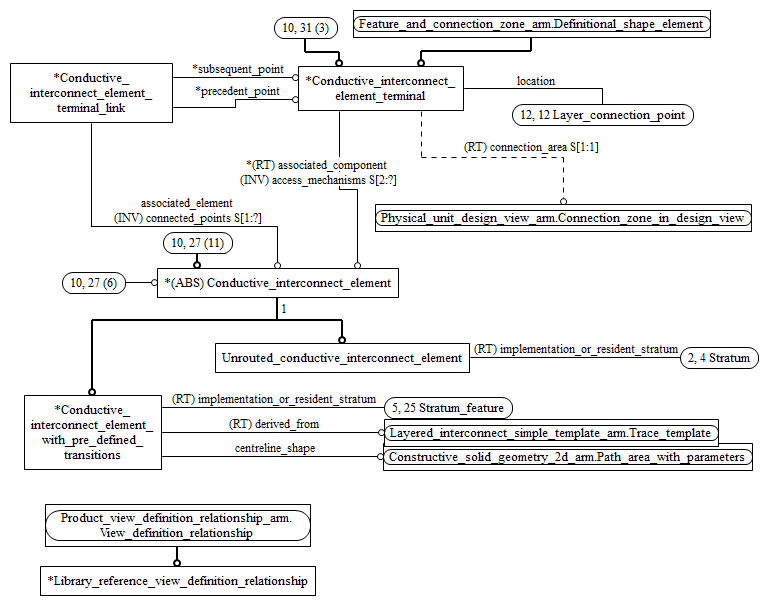 10, 31 (3)
Feature_and_connection_zone_arm.Definitional_shape_element
*Conductive_
interconnect_element_
terminal_link
*subsequent_point
*precedent_point
*Conductive_interconnect_
element_terminal
location
12, 12 Layer_connection_point
(RT) connection_area S[1:1]
*(RT) associated_component
(INV) access_mechanisms S[2:?]
associated_element
(INV) connected_points S[1:?]
Physical_unit_design_view_arm.Connection_zone_in_design_view
10, 27 (11)
10, 27 (6)
*(ABS) Conductive_interconnect_element
1
Unrouted_conductive_interconnect_element
(RT) implementation_or_resident_stratum
2, 4 Stratum
*Conductive_
interconnect_element_
with_pre_defined_
transitions
(RT) implementation_or_resident_stratum
5, 25 Stratum_feature
(RT) derived_from
Layered_interconnect_simple_template_arm.Trace_template
centreline_shape
Constructive_solid_geometry_2d_arm.Path_area_with_parameters
Product_view_definition_relationship_arm.
View_definition_relationship
*Library_reference_view_definition_relationship